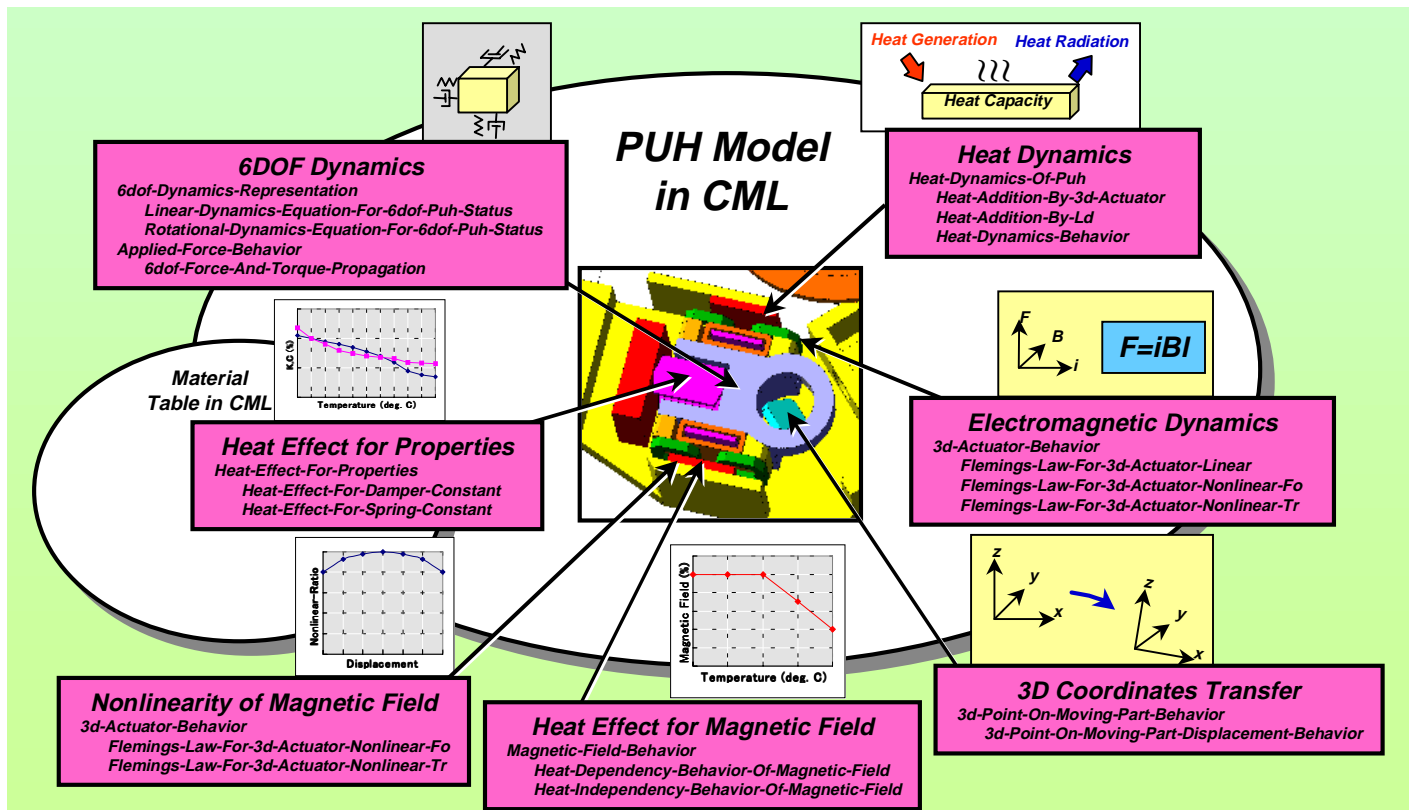 Heat Generation
Heat Radiation
Heat Capacity
PUH Model
in CML
6DOF Dynamics
6dof-Dynamics-Representation
Linear-Dynamics-Equation-For-6dof-Puh-Status
Rotational-Dynamics-Equation-For-6dof-Puh-Status
Applied-Force-Behavior
6dof-Force-And-Torque-Propagation
Heat Dynamics
Heat-Dynamics-Of-Puh
Heat-Addition-By-3d-Actuator
Heat-Addition-By-Ld
Heat-Dynamics-Behavior
K,C (%)
Temperature (deg. C)
Material
Table in CML
F
B
i
F=iBl
Heat Effect for Properties
Heat-Effect-For-Properties
Heat-Effect-For-Damper-Constant
Heat-Effect-For-Spring-Constant
Electromagnetic Dynamics
3d-Actuator-Behavior
Flemings-Law-For-3d-Actuator-Linear
Flemings-Law-For-3d-Actuator-Nonlinear-Fo
Flemings-Law-For-3d-Actuator-Nonlinear-Tr
Nonlinear-Ratio
Displacement
Magnetic Field (%)
Temperature (deg. C)
z
y
x
z
y
x
Nonlinearity of Magnetic Field
3d-Actuator-Behavior
Flemings-Law-For-3d-Actuator-Nonlinear-Fo
Flemings-Law-For-3d-Actuator-Nonlinear-Tr
Heat Effect for Magnetic Field
Magnetic-Field-Behavior
Heat-Dependency-Behavior-Of-Magnetic-Field
Heat-Independency-Behavior-Of-Magnetic-Field
3D Coordinates Transfer
3d-Point-On-Moving-Part-Behavior
3d-Point-On-Moving-Part-Displacement-Behavior